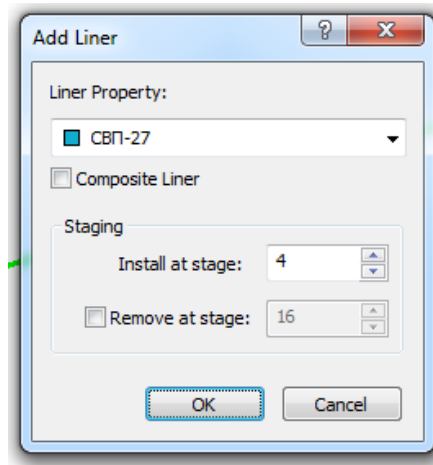 Add Liner
?
Liner Property:
СВП-27
Composite Liner
Staging
Install at stage:
4
Remove at stage:
16
OK
Cancel